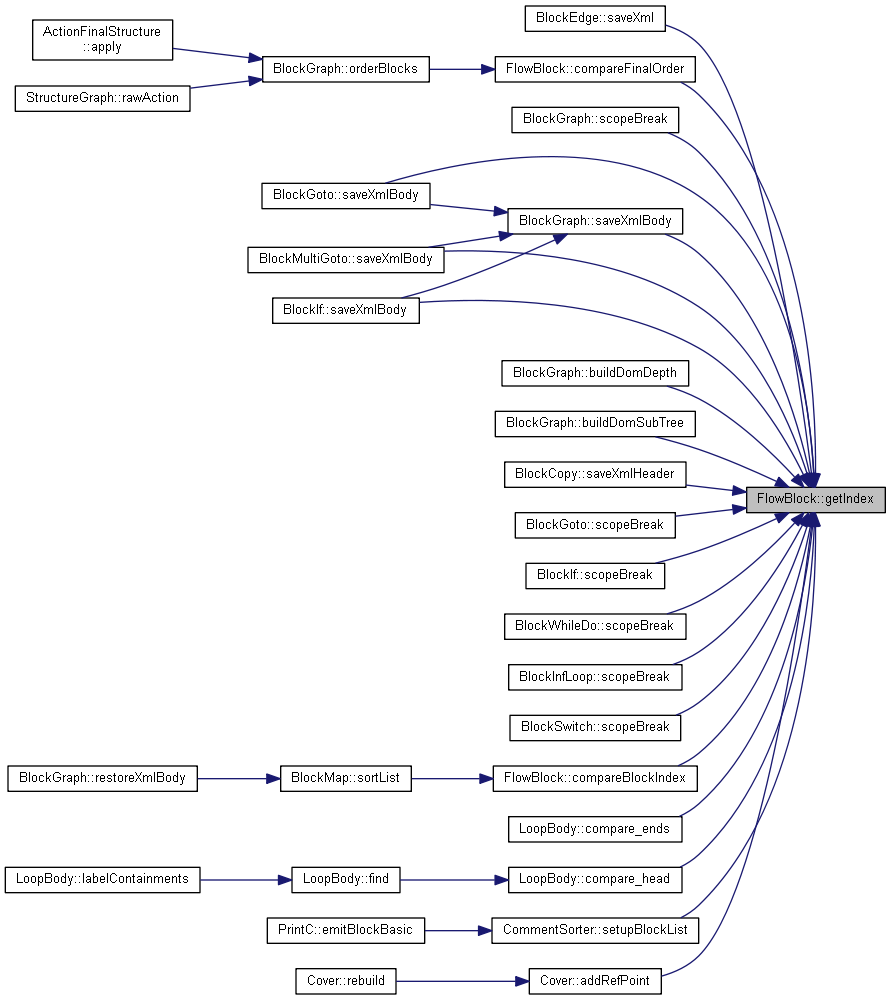 BlockEdge::saveXml
ActionFinalStructure
::apply
BlockGraph::orderBlocks
FlowBlock::compareFinalOrder
StructureGraph::rawAction
BlockGraph::scopeBreak
BlockGoto::saveXmlBody
BlockGraph::saveXmlBody
BlockMultiGoto::saveXmlBody
BlockIf::saveXmlBody
BlockGraph::buildDomDepth
BlockGraph::buildDomSubTree
BlockCopy::saveXmlHeader
FlowBlock::getIndex
BlockGoto::scopeBreak
BlockIf::scopeBreak
BlockWhileDo::scopeBreak
BlockInfLoop::scopeBreak
BlockSwitch::scopeBreak
BlockGraph::restoreXmlBody
BlockMap::sortList
FlowBlock::compareBlockIndex
LoopBody::compare_ends
LoopBody::labelContainments
LoopBody::find
LoopBody::compare_head
PrintC::emitBlockBasic
CommentSorter::setupBlockList
Cover::rebuild
Cover::addRefPoint